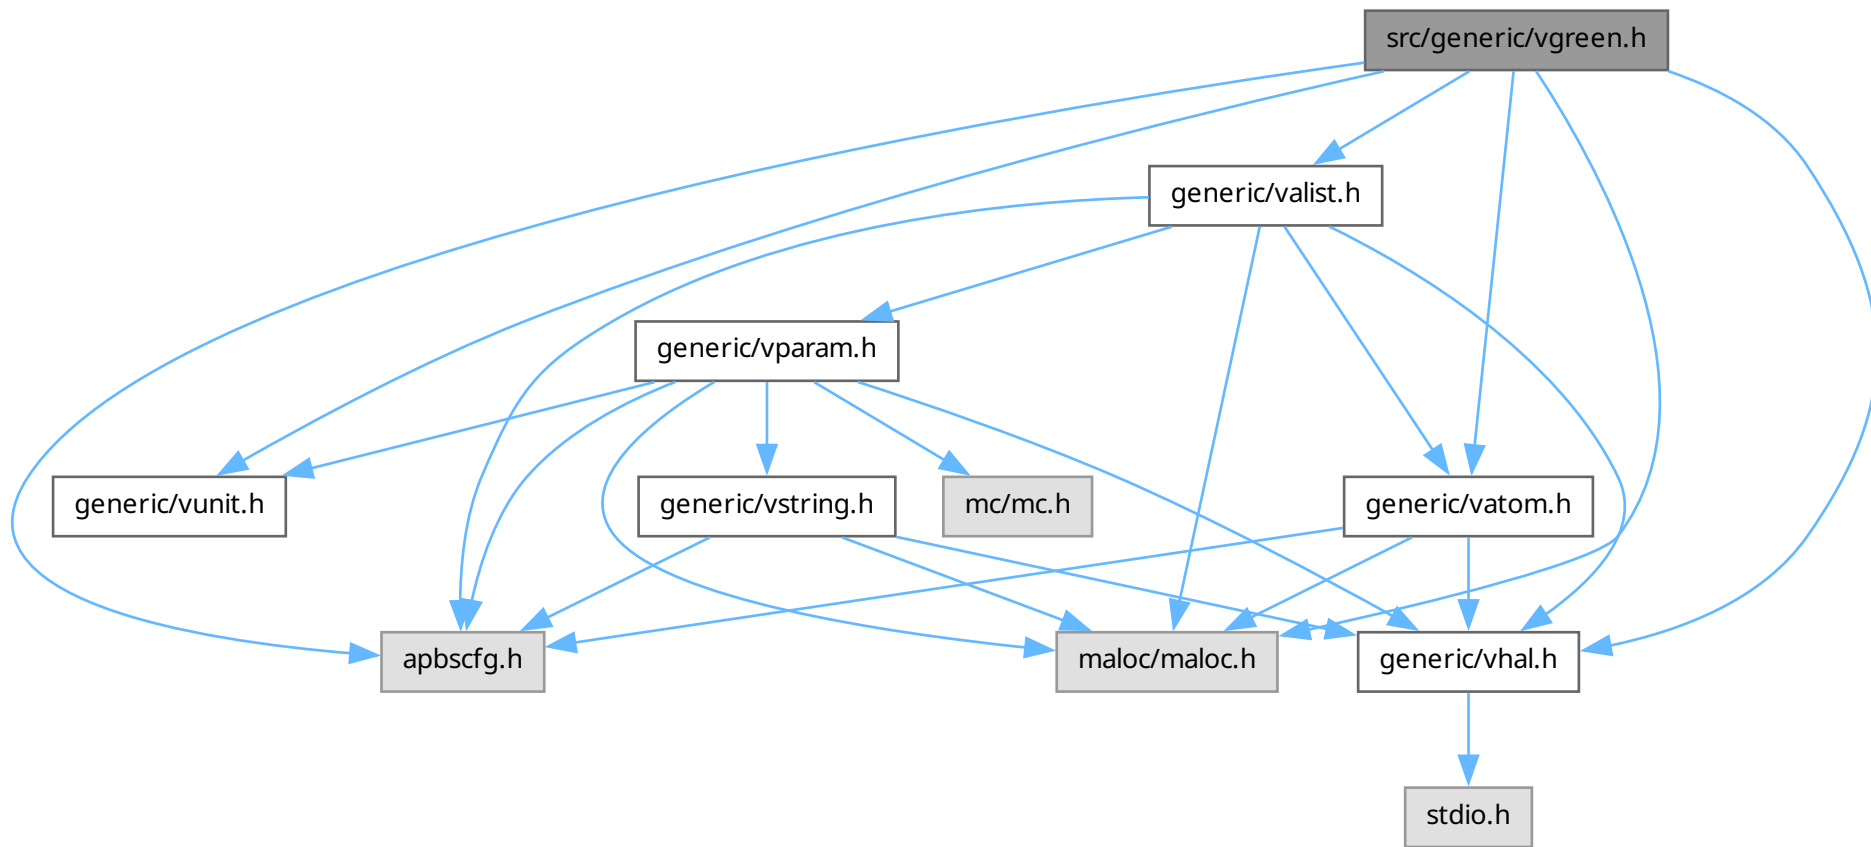 src/generic/vgreen.h
generic/valist.h
generic/vparam.h
generic/vunit.h
generic/vstring.h
mc/mc.h
generic/vatom.h
apbscfg.h
maloc/maloc.h
generic/vhal.h
stdio.h